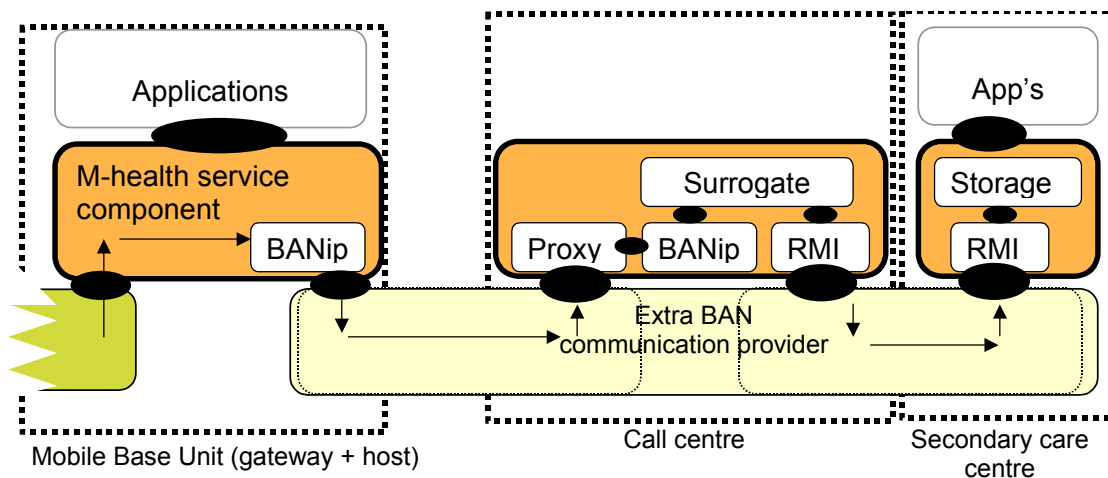 Applications
App's
M-health service
component
BANip
Surrogate
Storage
Proxy
BANip
RMI
RMI
Extra BAN
communication provider
Mobile Base Unit (gateway + host)
Call centre
Secondary care
centre